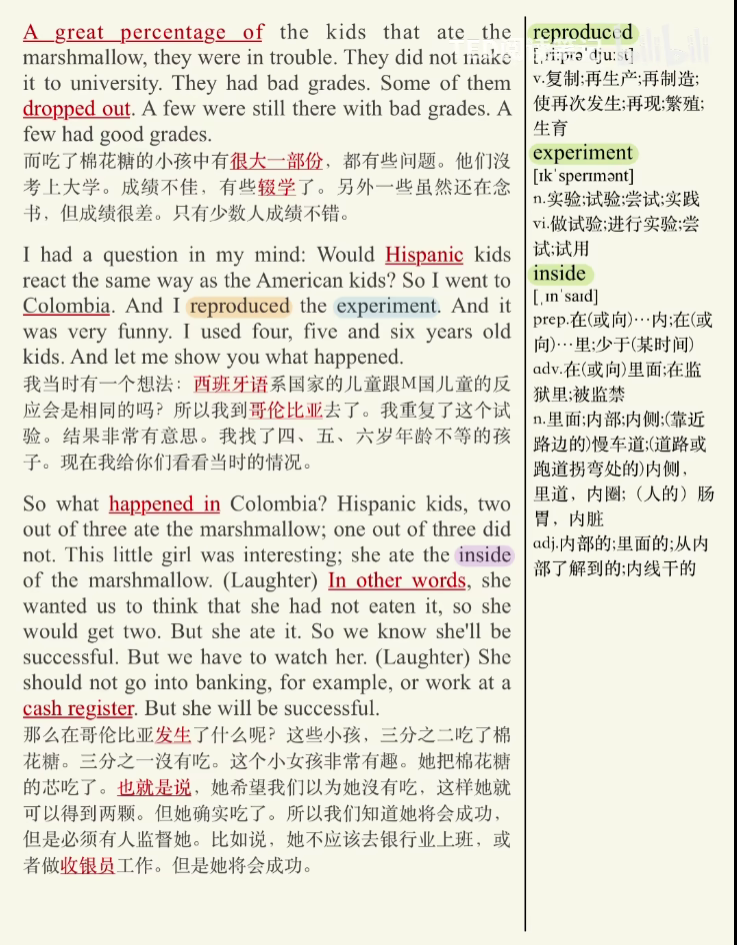 A great percentage of the kids that ate the
marshmallow, they were in trouble. They did not make
it to university. They had bad grades. Some of them
dropped out. A few were still there with bad grades. A
few had good grades.
而吃了棉花糖的小孩中有很大一部份，都有些问题。他们沒
考上大学。成绩不佳，有些辍学了。另外一些虽然还在念
书，但成绩很差。只有少数人成绩不错。
I had a question in my mind: Would Hispanic kids
react the same way as the American kids? So I went to
Colombia. And I reproduced the experiment. And it
was very funny. I used four, five and six years old
kids. And let me show you what happened.
我当时有一个想法：西班牙语系国家的儿童跟M国儿童的反
应会是相同的吗？所以我到哥伦比亚去了。我重复了这个试
验。结果非常有意思。我找了四、五、六岁年龄不等的孩
子。现在我给你们看看当时的情况。
So what happened in Colombia? Hispanic kids, two
out of three ate the marshmallow; one out of three did
not. This little girl was interesting; she ate the inside
of the marshmallow. (Laughter) In other words, she
wanted us to think that she had not eaten it, so she
would get two. But she ate it. So we know she'll be
successful. But we have to watch her. (Laughter) She
should not go into banking, for example, or work at a
cash register. But she will be successful.
那么在哥伦比亚发生了什么呢？这些小孩，三分之二吃了棉
花糖。三分之一沒有吃。这个小女孩非常有趣。她把棉花糖
的芯吃了。也就是说，她希望我们以为她沒有吃，这样她就
可以得到两颗。但她确实吃了。所以我们知道她将会成功，
但是必须有人监督她。比如说，她不应该去银行业上班，或
者做收银员工作。但是她将会成功。
reproduced
[ˌriːprəˈdjuːst]
v.复制;再生产;再制造;
使再次发生;再现;繁殖;
生育
experiment
[ɪkˈsperɪmənt]
n.实验;试验;尝试;实践
vi.做试验;进行实验;尝
试;试用
inside
[ˌɪnˈsaɪd]
prep.在(或向)…内;在(或
向)…里;少于(某时间)
adv.在(或向)里面;在监
狱里;被监禁
n.里面;内部;内侧;(靠近
路边的)慢车道;(道路或
跑道拐弯处的)内侧，
里道，内圈;（人的）肠
胃，内脏
adj.内部的;里面的;从内
部了解到的;内线干的